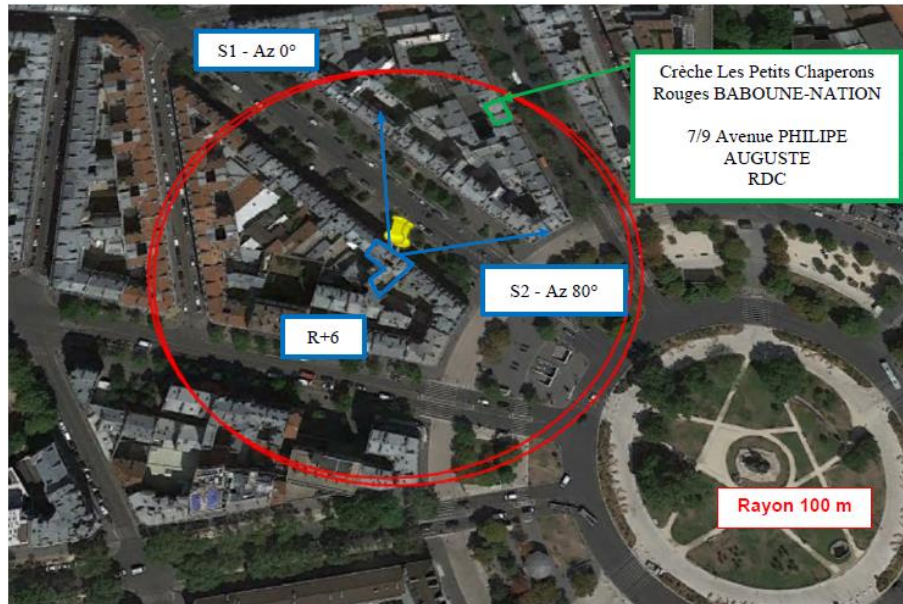 S1 - Az 0°
Crèche Les Petits Chaperons
Rouges BABOUNE-NATION
7/9 Avenue PHILIPE
AUGUSTE
RDC
S2 - Az 80°
R+6
Rayon 100 m